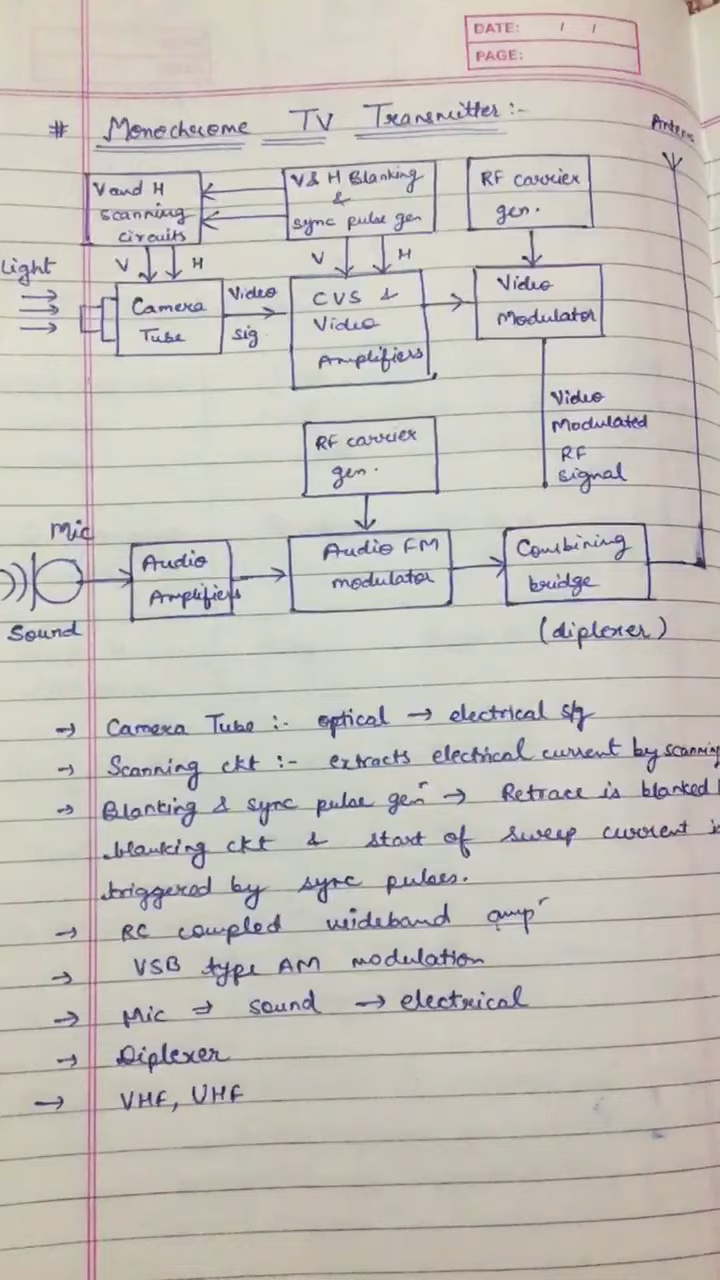 DATE: / /
PAGE:
# Monochrome TV Transmitter :-
Antenna
V and H
scanning
circuits
V & H Blanking
&
sync pulse gen
RF carrier
gen.
V H
V H
Light
Camera
Tube
Video
sig
CVS &
Video
Amplifiers
Video
Modulator
Video
Modulated
RF
signal
RF carrier
gen.
Mic
Sound
Audio
Amplifiers
Audio FM
modulator
Combining
bridge
(diplexer)
→ Camera Tube :- optical → electrical s/g
→ Scanning ckt :- extracts electrical current by scanning
→ Blanking & sync pulse genʳ → Retrace is blanked
blanking ckt & start of sweep current is
triggered by sync pulses.
→ RC coupled wideband ampʳ
→ VSB type AM modulation
→ Mic → sound → electrical
→ Diplexer
→ VHF, UHF